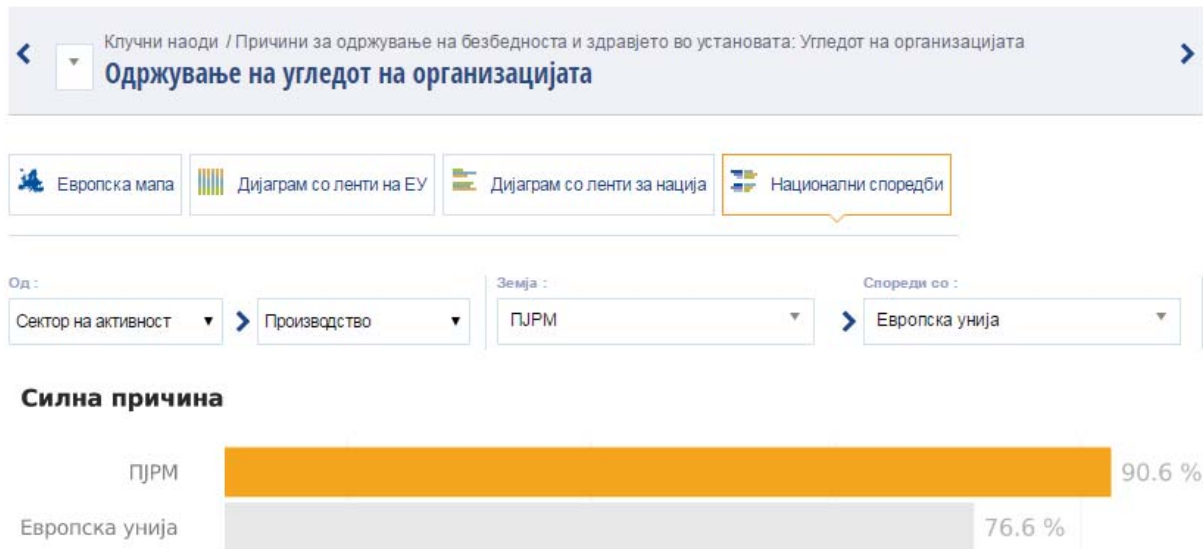 Клучни наоди / Причини за одржување на безбедноста и здравјето во установата: Угледот на организацијата
Одржување на угледот на организацијата
Европска мапа
Дијаграм со ленти на ЕУ
Дијаграм со ленти за нација
Национални споредби
Од :
Земја :
Спореди со :
Сектор на активност
Производство
ПЈРМ
Европска унија
Силна причина
ПЈРМ
90.6 %
Европска унија
76.6 %